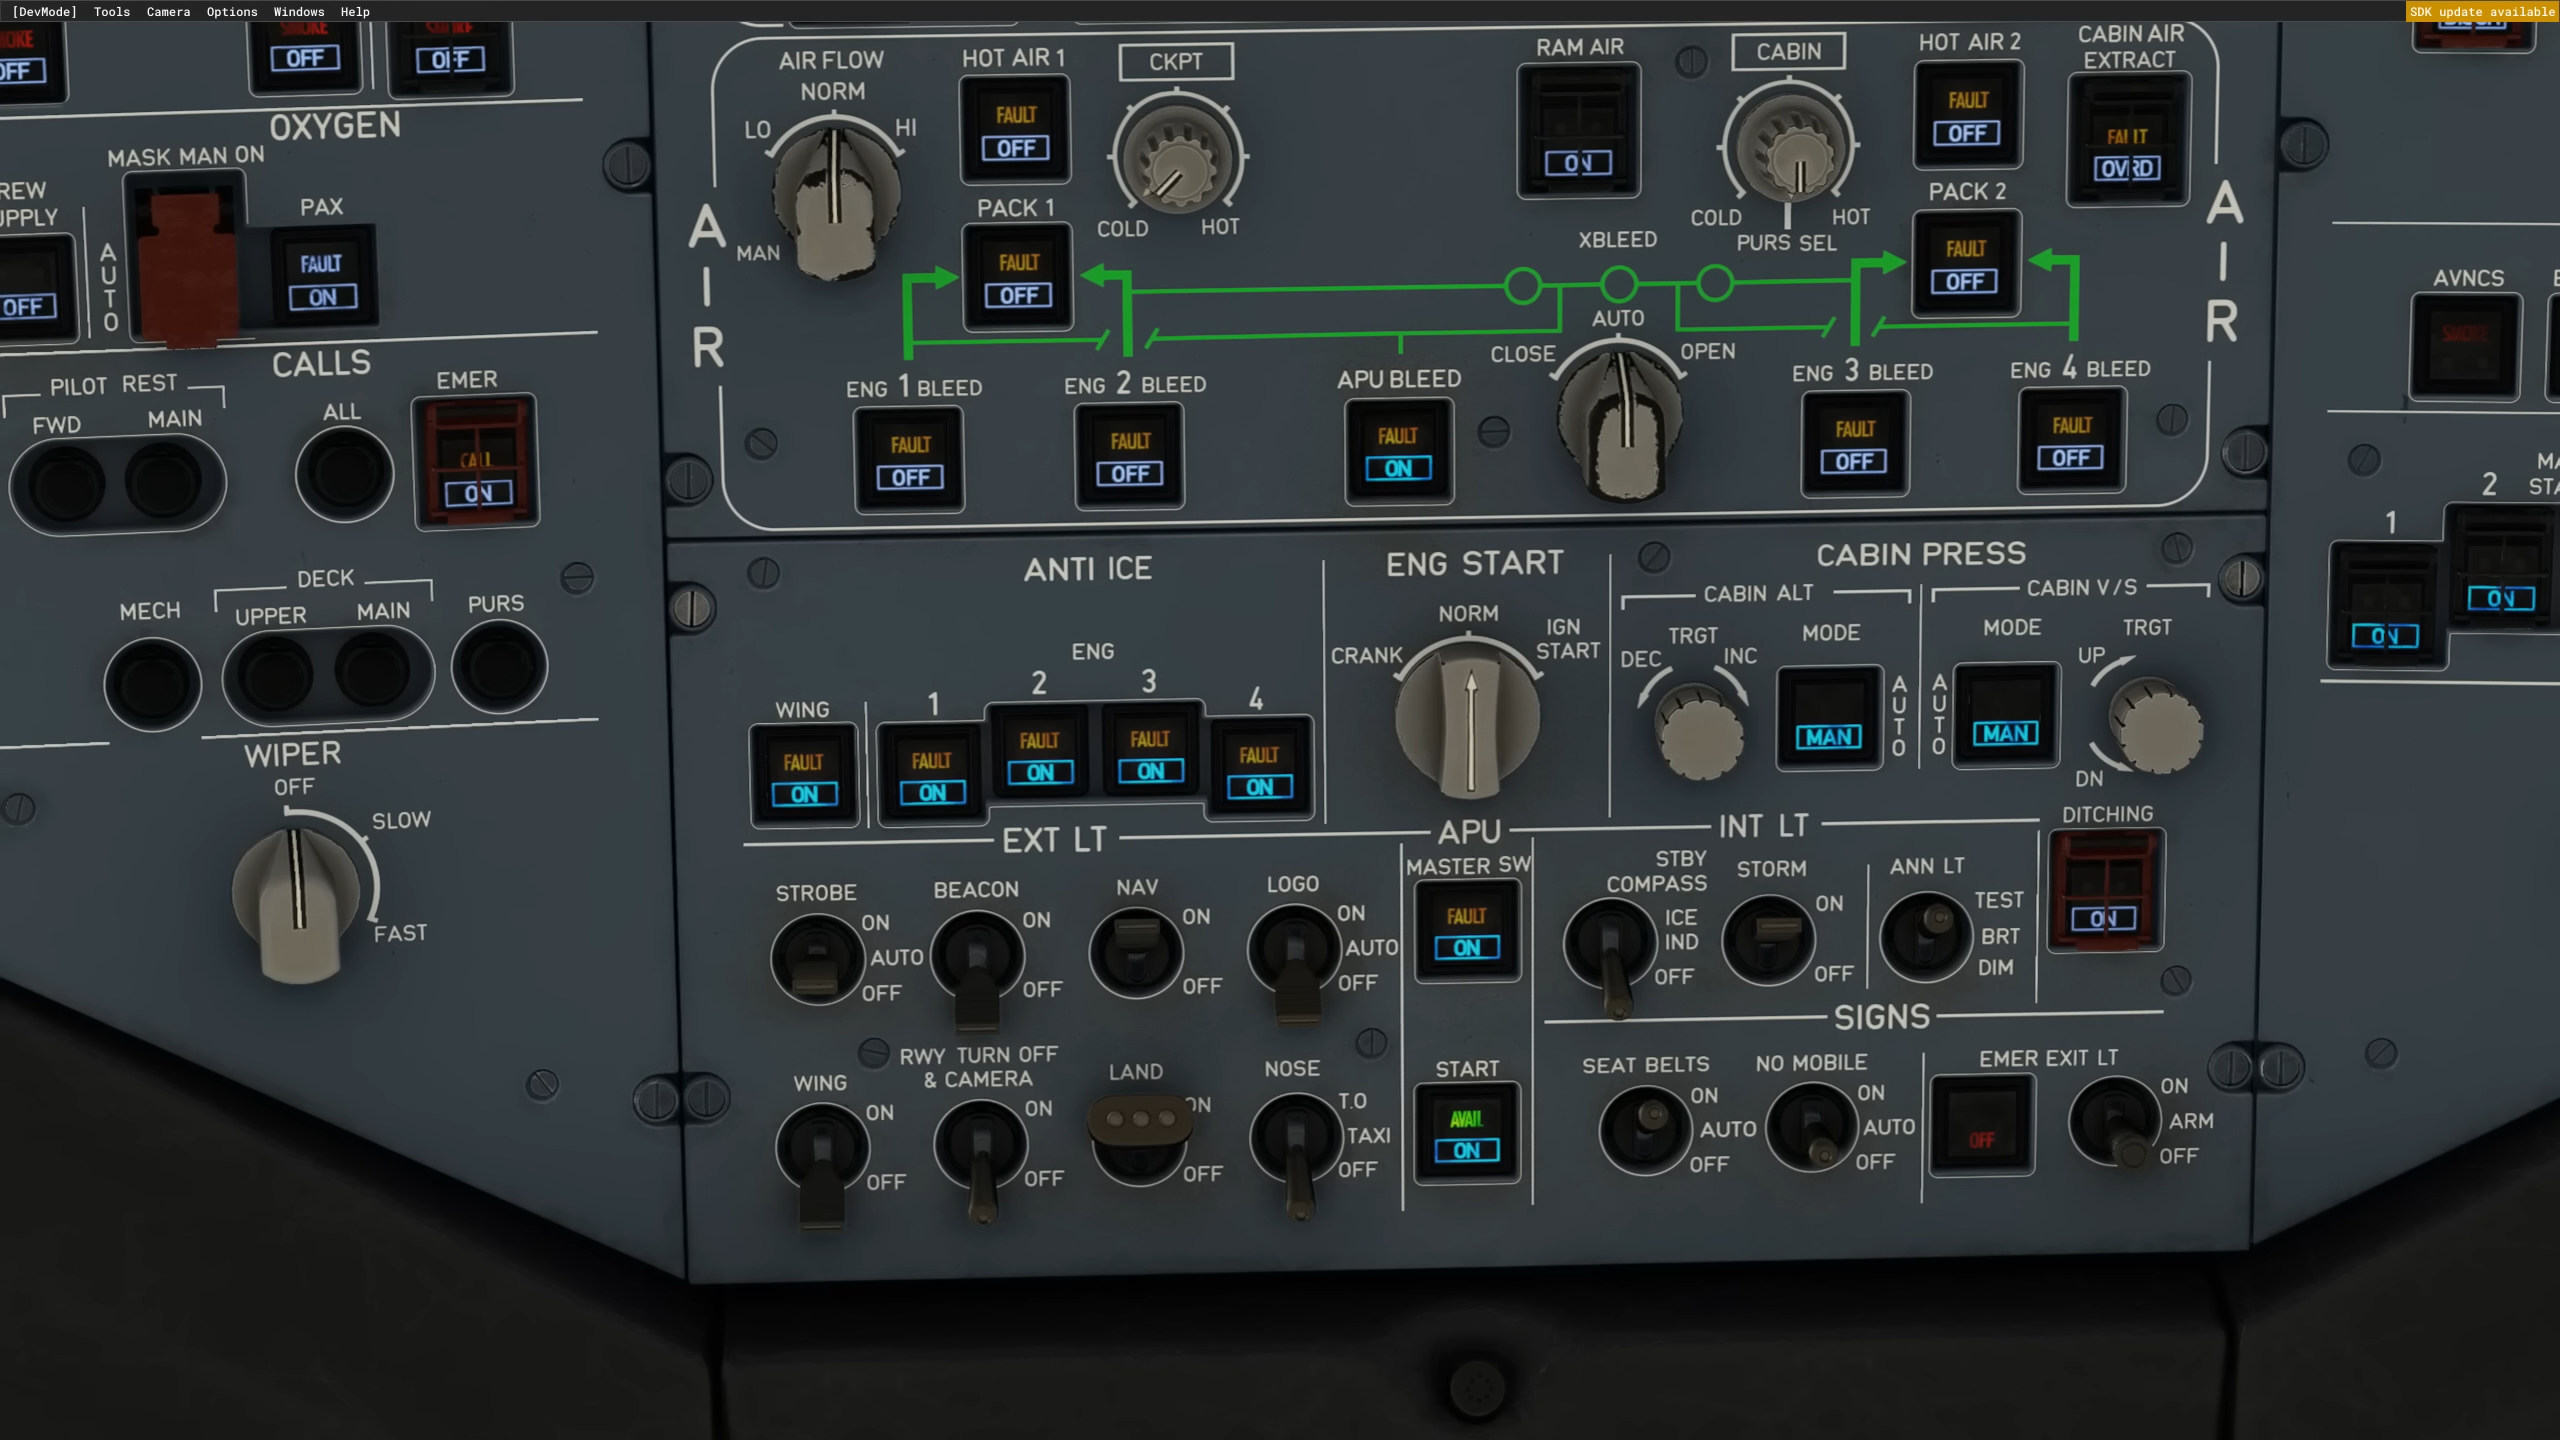 [DevMode] Tools Camera Options Windows Help
SDK update available
SMOKE
OFF
OFF
OFF
OXYGEN
MASK MAN ON
PAX
AUTO
OFF
FAULT
ON
CALLS
PILOT REST
FWD
MAIN
ALL
EMER
CALL
ON
DECK
MECH
UPPER
MAIN
PURS
WIPER
OFF
SLOW
FAST
AIR
AIR FLOW
LO
NORM
HI
MAN
HOT AIR 1
FAULT
OFF
CKPT
COLD
HOT
PACK 1
FAULT
OFF
RAM AIR
ON
CABIN
COLD
HOT
PURS SEL
HOT AIR 2
FAULT
OFF
CABIN AIR
EXTRACT
FAULT
OVRD
PACK 2
FAULT
OFF
AIR
XBLEED
CLOSE
AUTO
OPEN
ENG 1 BLEED
FAULT
OFF
ENG 2 BLEED
FAULT
OFF
APU BLEED
FAULT
ON
ENG 3 BLEED
FAULT
OFF
ENG 4 BLEED
FAULT
OFF
AVNCS
SMOKE
1
ON
2
ON
ANTI ICE
WING
FAULT
ON
ENG
1
FAULT
ON
2
FAULT
ON
3
FAULT
ON
4
FAULT
ON
ENG START
CRANK
NORM
IGN
START
CABIN PRESS
CABIN ALT
TRGT
DEC
INC
MODE
MAN
AUTO
CABIN V/S
AUTO
MODE
MAN
TRGT
UP
DN
EXT LT
STROBE
ON
AUTO
OFF
BEACON
ON
OFF
NAV
ON
OFF
LOGO
ON
AUTO
OFF
WING
ON
OFF
RWY TURN OFF
& CAMERA
ON
OFF
LAND
ON
OFF
NOSE
T.O
TAXI
OFF
APU
MASTER SW
FAULT
ON
START
AVAIL
ON
INT LT
STBY
COMPASS
ICE
IND
OFF
STORM
ON
OFF
ANN LT
TEST
BRT
DIM
DITCHING
ON
SIGNS
SEAT BELTS
ON
AUTO
OFF
NO MOBILE
ON
AUTO
OFF
EMER EXIT LT
OFF
ON
ARM
OFF